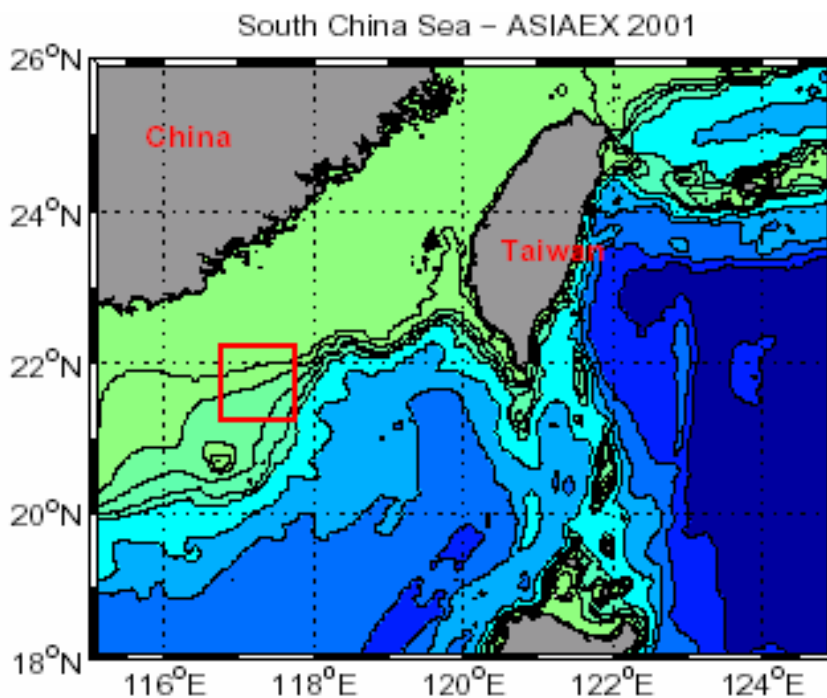 South China Sea – ASIAEX 2001
26°N
China
24°N
Taiwan
22°N
20°N
18°N
116°E 118°E 120°E 122°E 124°E